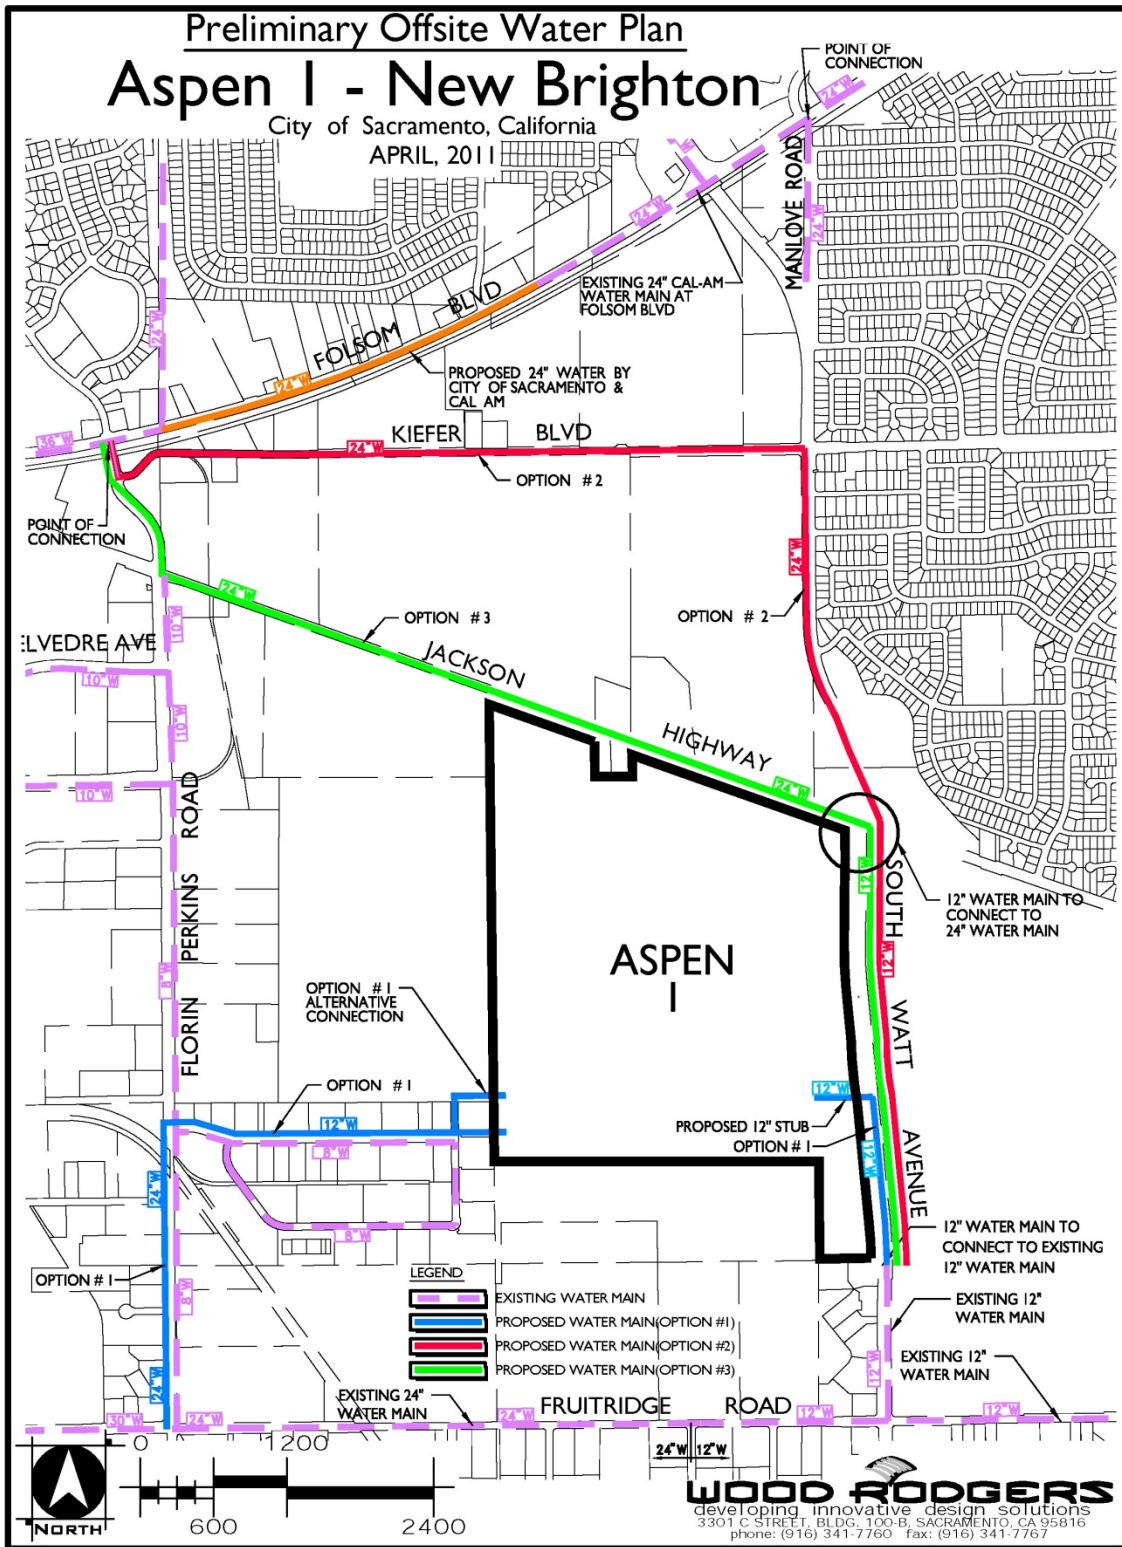 Preliminary Offsite Water Plan
Aspen 1 - New Brighton
City of Sacramento, California
APRIL, 2011
POINT OF
CONNECTION
24"W
24"W
MANLOVE ROAD
24"W
24"W
EXISTING 24" CAL-AM
WATER MAIN AT
FOLSOM BLVD
FOLSOM BLVD
24"W
PROPOSED 24" WATER BY
CITY OF SACRAMENTO &
CAL AM
36"W
KIEFER BLVD
24"W
OPTION #2
POINT OF
CONNECTION
24"W
24"W
OPTION #2
OPTION #3
10"W
ELVEDRE AVE
JACKSON HIGHWAY
10"W
10"W
24"W
10"W
FLORIN PERKINS ROAD
12"W
SOUTH WATT AVENUE
12" WATER MAIN TO
CONNECT TO
24" WATER MAIN
ASPEN
1
8"W
12"W
OPTION #1
ALTERNATIVE
CONNECTION
OPTION #1
12"W
12"W
PROPOSED 12" STUB
OPTION #1
8"W
12"W
24"W
8"W
12" WATER MAIN TO
CONNECT TO EXISTING
12" WATER MAIN
OPTION #1
8"W
LEGEND
EXISTING WATER MAIN
PROPOSED WATER MAIN(OPTION #1)
PROPOSED WATER MAIN(OPTION #2)
PROPOSED WATER MAIN(OPTION #3)
EXISTING 12"
WATER MAIN
EXISTING 12"
WATER MAIN
12"W
24"W
EXISTING 24"
WATER MAIN
FRUITRIDGE ROAD
30"W
24"W
24"W
12"W
12"W
24"W 12"W
0 1200
600 2400
NORTH
WOOD RODGERS
developing innovative design solutions
3301 C STREET, BLDG. 100-B, SACRAMENTO, CA 95816
phone: (916) 341-7760 fax: (916) 341-7767